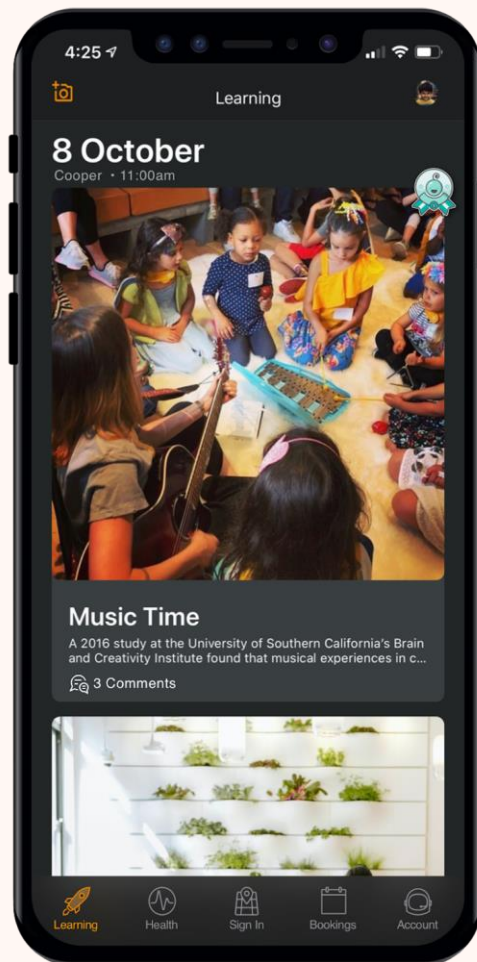 4:25
Learning
8 October
Cooper • 11:00am
Music Time
A 2016 study at the University of Southern California's Brain
and Creativity Institute found that musical experiences in c...
3 Comments
Learning
Health
Sign In
Bookings
Account